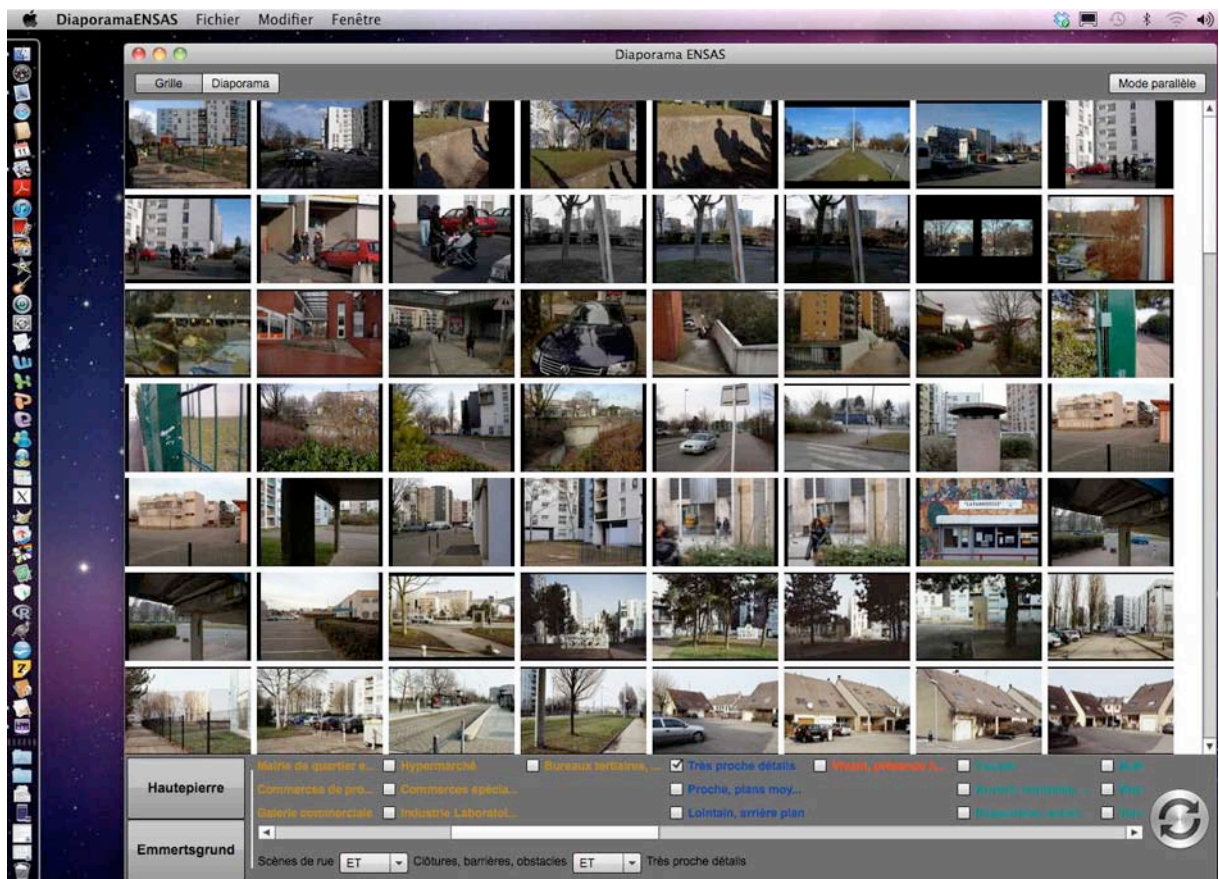 DiaporamaENSAS Fichier Modifier Fenêtre
Diaporama ENSAS
Grille Diaporama Mode parallèle
Hautepierre
Emmertsgrund
Mairie de quartier e... Hypermarché Bureaux tertiaires, ... Très proche détails
Commerces de pro... Commerces spécia... Proche, plans moy...
Galerie commerciale Industrie Laboratoi... Lointain, arrière plan
Scènes de rue ET Clôtures, barrières, obstacles ET Très proche détails